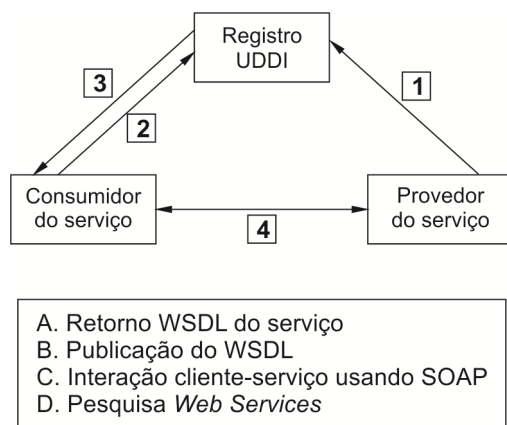 Registro
UDDI
3
1
2
Consumidor
do serviço
Provedor
do serviço
4
A. Retorno WSDL do serviço
B. Publicação do WSDL
C. Interação cliente-serviço usando SOAP
D. Pesquisa Web Services